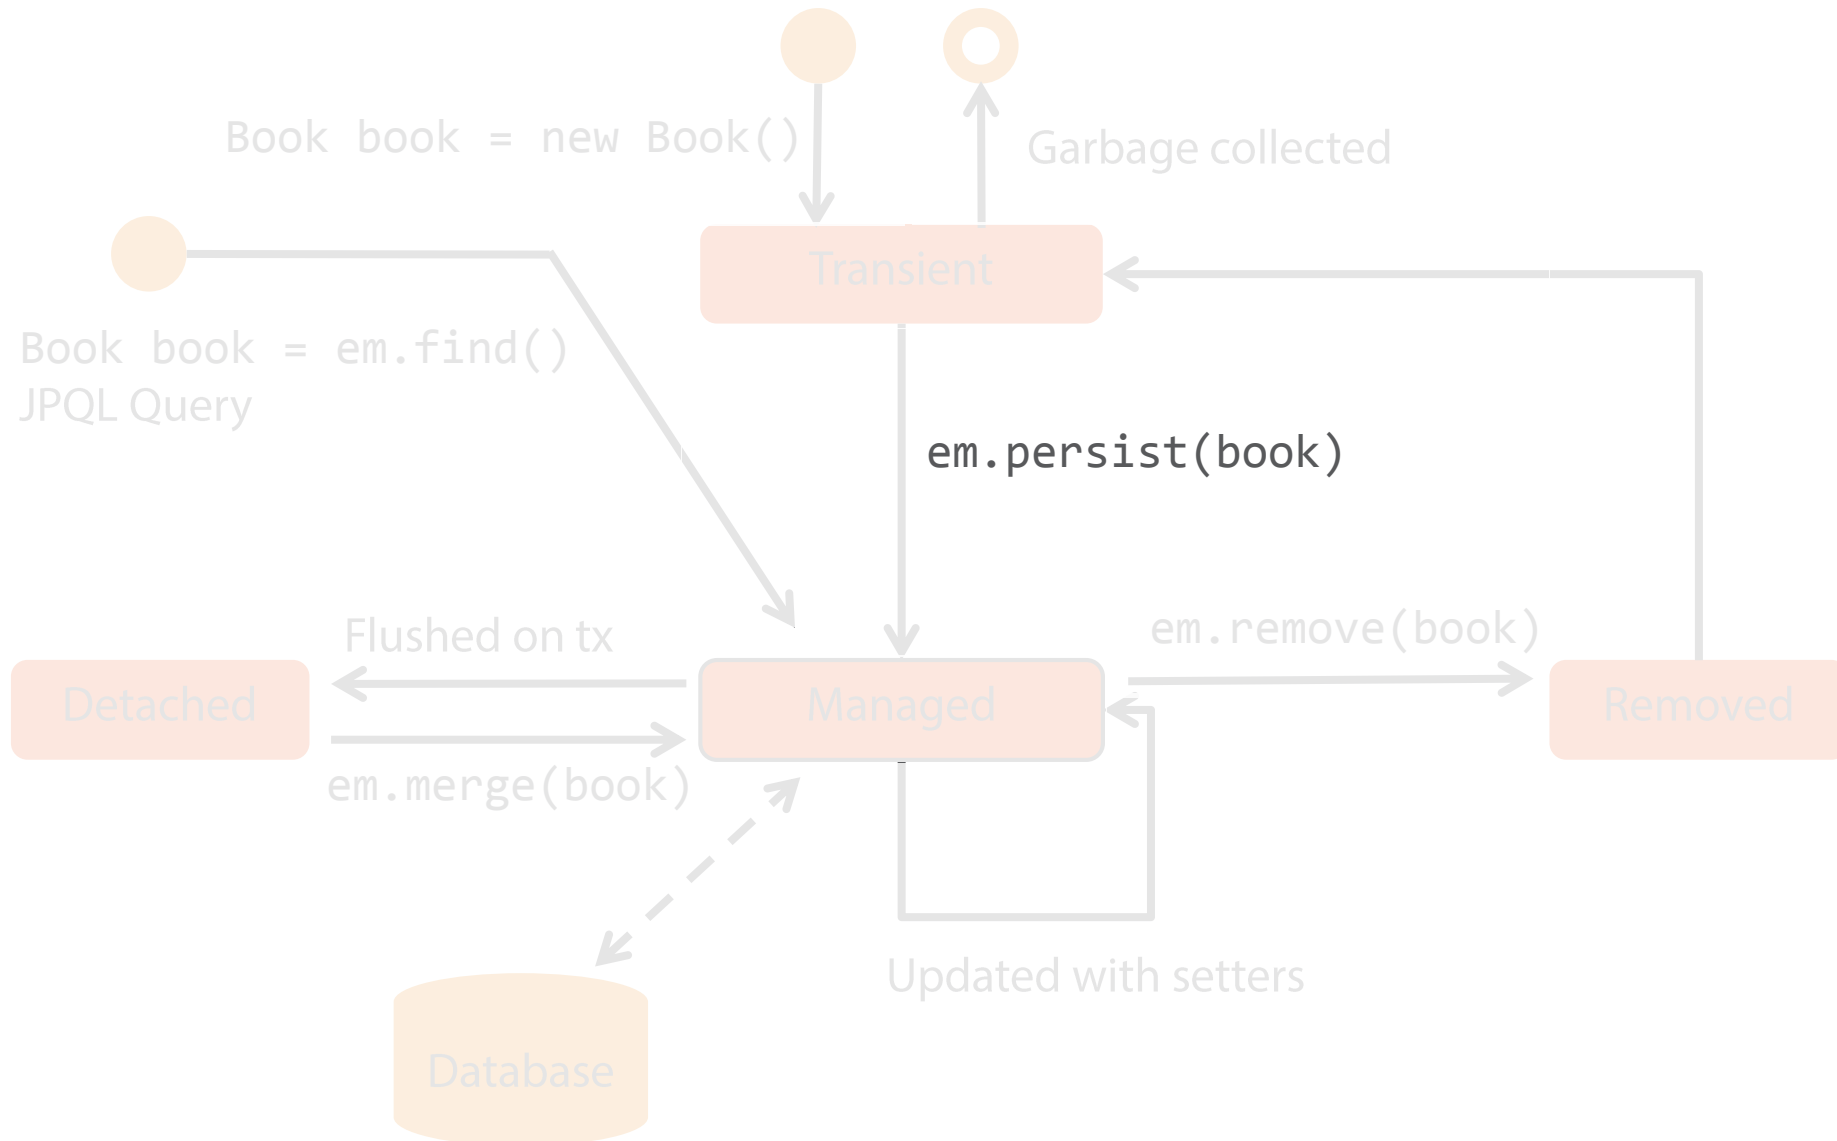 Book book = new Book()
Garbage collected
Transient
Book book = em.find()
JPQL Query
em.persist(book)
Flushed on tx
em.remove(book)
Detached
Managed
Removed
em.merge(book)
Updated with setters
Database